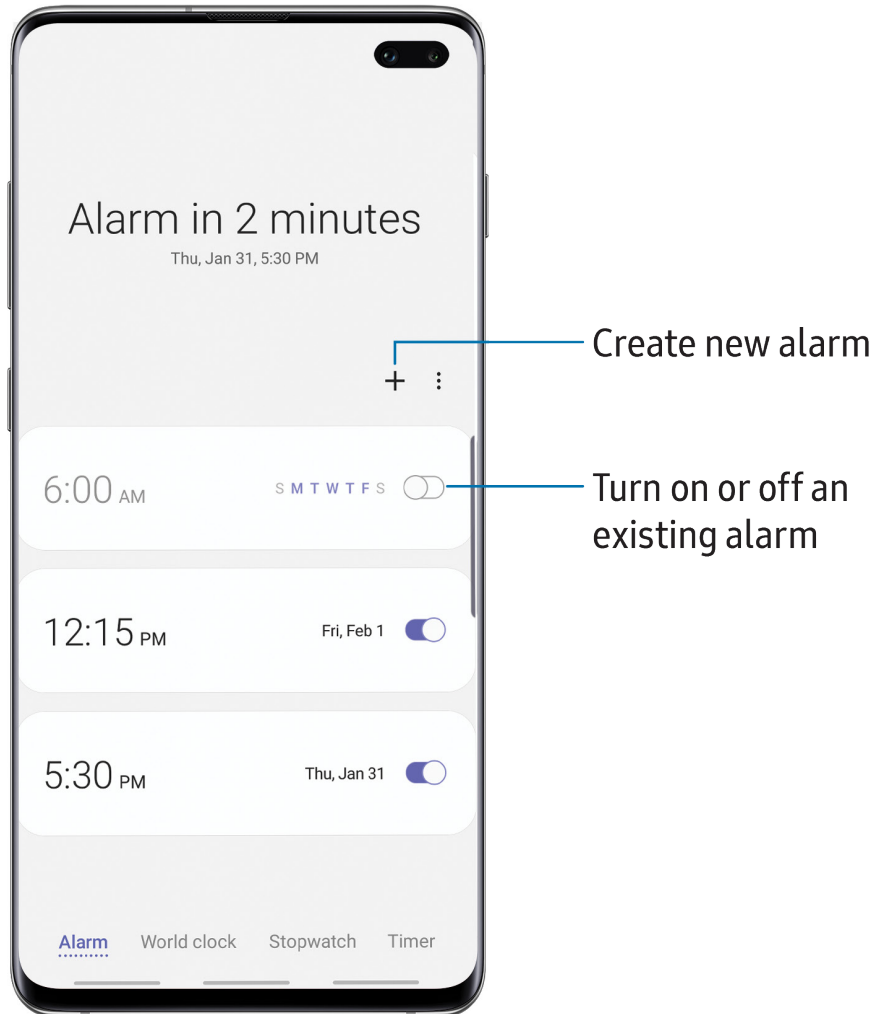 Alarm in 2 minutes
Thu, Jan 31, 5:30 PM
Create new alarm
6:00 AM S M T W T F S
Turn on or off an
existing alarm
12:15 PM Fri, Feb 1
5:30 PM Thu, Jan 31
Alarm World clock Stopwatch Timer